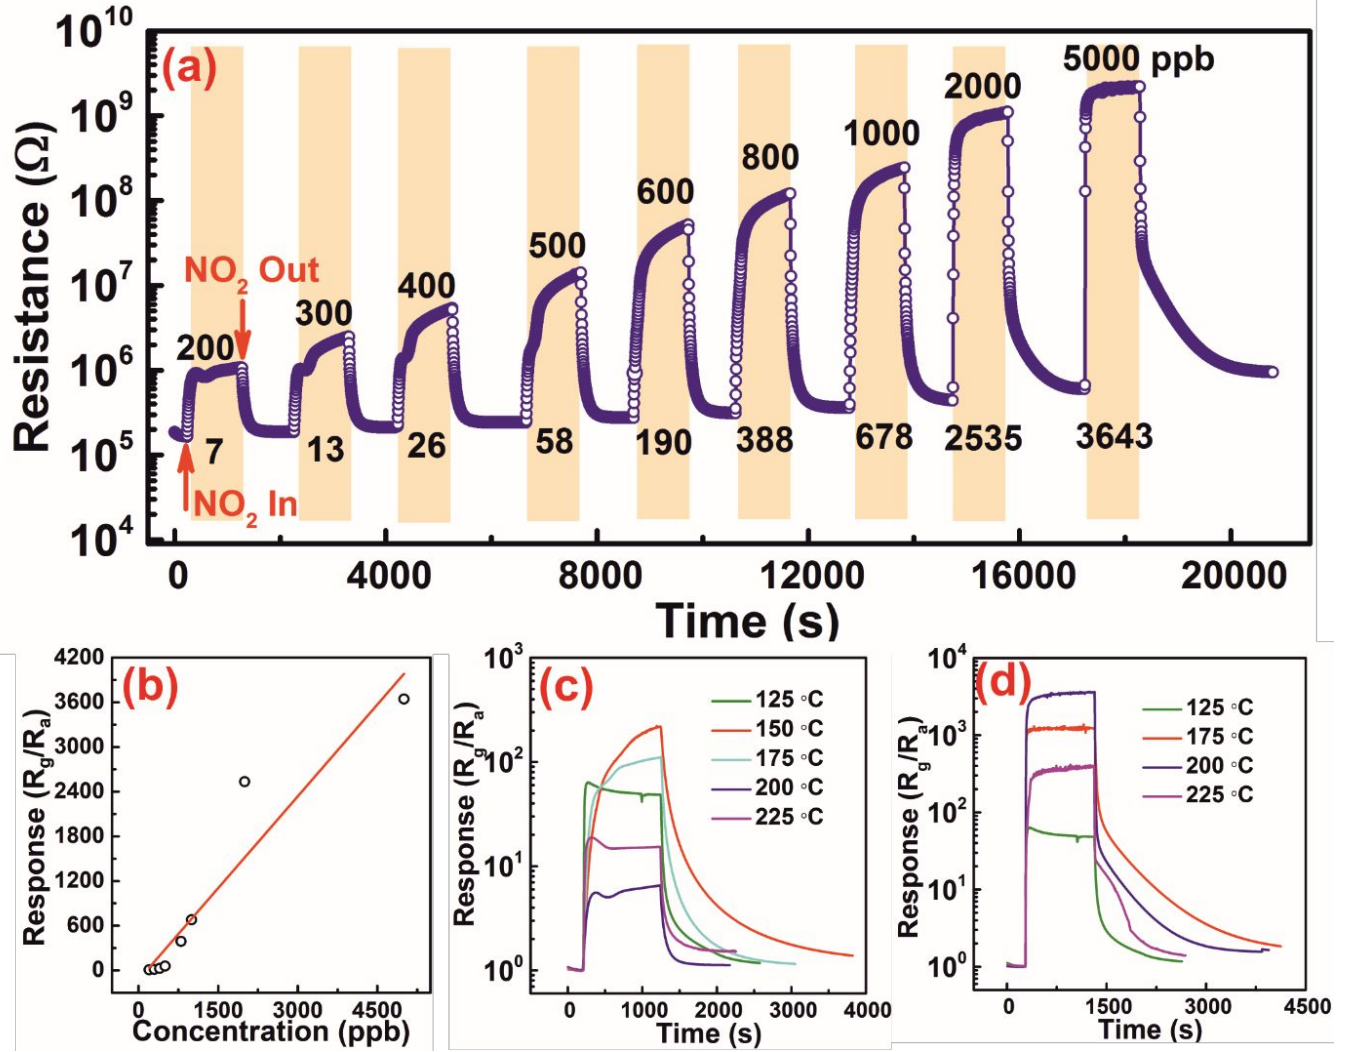 (a)
10^10
10^9
10^8
10^7
10^6
10^5
10^4
Resistance (Ω)
200
300
400
500
600
800
1000
2000
5000 ppb
NO₂ Out
NO₂ In
7
13
26
58
190
388
678
2535
3643
0 4000 8000 12000 16000 20000
Time (s)
(b)
4200
3600
3000
2400
1800
1200
600
0
Response (Rg/Ra)
0 1500 3000 4500
Concentration (ppb)
(c)
10^3
10^2
10^1
10^0
Response (Rg/Ra)
125 °C
150 °C
175 °C
200 °C
225 °C
0 1000 2000 3000 4000
Time (s)
(d)
10^4
10^3
10^2
10^1
10^0
Response (Rg/Ra)
125 °C
175 °C
200 °C
225 °C
0 1500 3000 4500
Time (s)